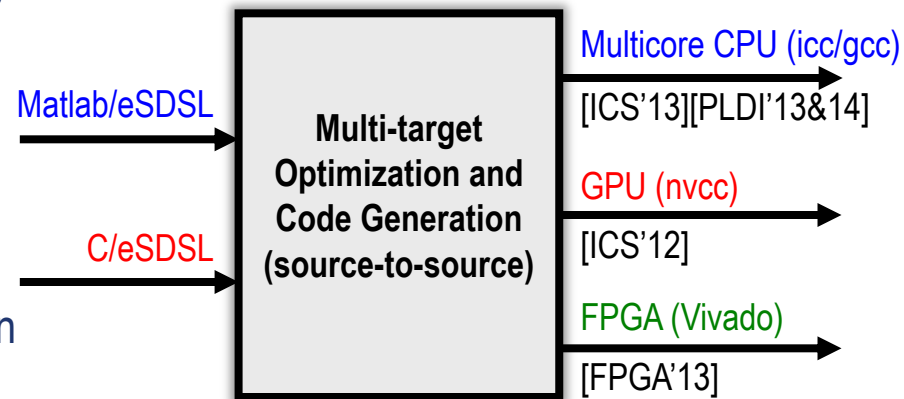 Matlab/eSDSL
C/eSDSL
Multi-target
Optimization and
Code Generation
(source-to-source)
Multicore CPU (icc/gcc)
[ICS’13][PLDI’13&14]
GPU (nvcc)
[ICS’12]
FPGA (Vivado)
[FPGA’13]